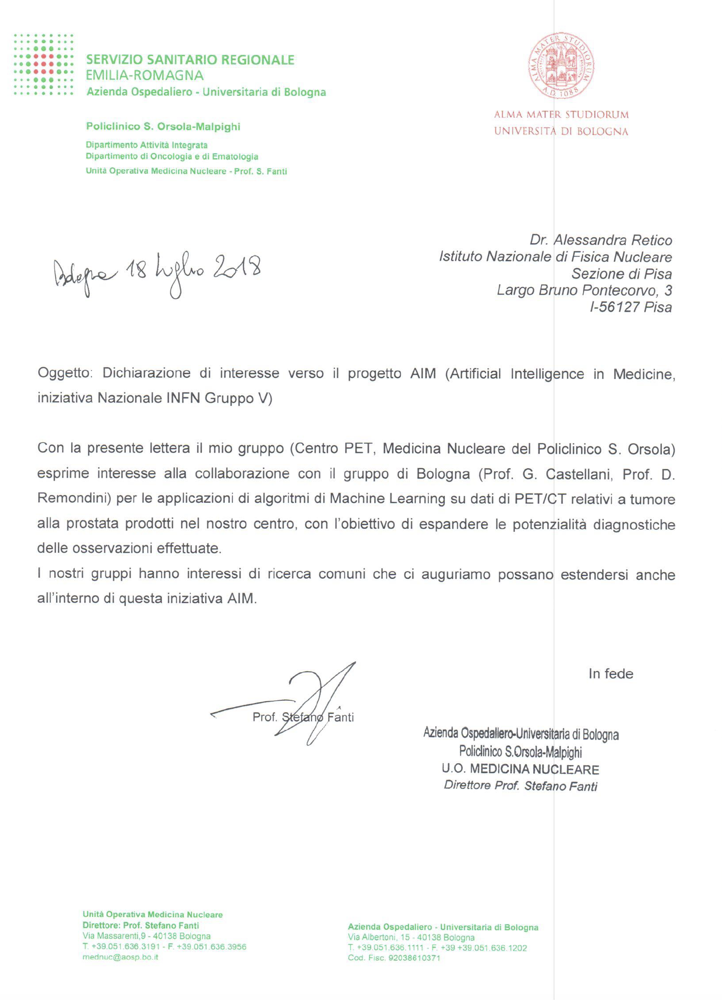 SERVIZIO SANITARIO REGIONALE
EMILIA-ROMAGNA
Azienda Ospedaliero - Universitaria di Bologna
Policlinico S. Orsola-Malpighi
Dipartimento Attività Integrata
Dipartimento di Oncologia e di Ematologia
Unità Operativa Medicina Nucleare - Prof. S. Fanti
ALMA MATER STUDIORUM
A.D. 1088
ALMA MATER STUDIORUM
UNIVERSITÀ DI BOLOGNA
Bologna 18 Luglio 2018
Dr. Alessandra Retico
Istituto Nazionale di Fisica Nucleare
Sezione di Pisa
Largo Bruno Pontecorvo, 3
I-56127 Pisa
Oggetto: Dichiarazione di interesse verso il progetto AIM (Artificial Intelligence in Medicine,
iniziativa Nazionale INFN Gruppo V)
Con la presente lettera il mio gruppo (Centro PET, Medicina Nucleare del Policlinico S. Orsola)
esprime interesse alla collaborazione con il gruppo di Bologna (Prof. G. Castellani, Prof. D.
Remondini) per le applicazioni di algoritmi di Machine Learning su dati di PET/CT relativi a tumore
alla prostata prodotti nel nostro centro, con l'obiettivo di espandere le potenzialità diagnostiche
delle osservazioni effettuate.
I nostri gruppi hanno interessi di ricerca comuni che ci auguriamo possano estendersi anche
all'interno di questa iniziativa AIM.
In fede
Prof. Stefano Fanti
Azienda Ospedaliero-Universitaria di Bologna
Policlinico S.Orsola-Malpighi
U.O. MEDICINA NUCLEARE
Direttore Prof. Stefano Fanti
Unità Operativa Medicina Nucleare
Direttore: Prof. Stefano Fanti
Via Massarenti,9 - 40138 Bologna
T. +39.051.636.3191 - F. +39.051.636.3956
mednuc@aosp.bo.it
Azienda Ospedaliero - Universitaria di Bologna
Via Albertoni, 15 - 40138 Bologna
T. +39.051.636.1111 - F. +39 +39.051.636.1202
Cod. Fisc. 92038610371